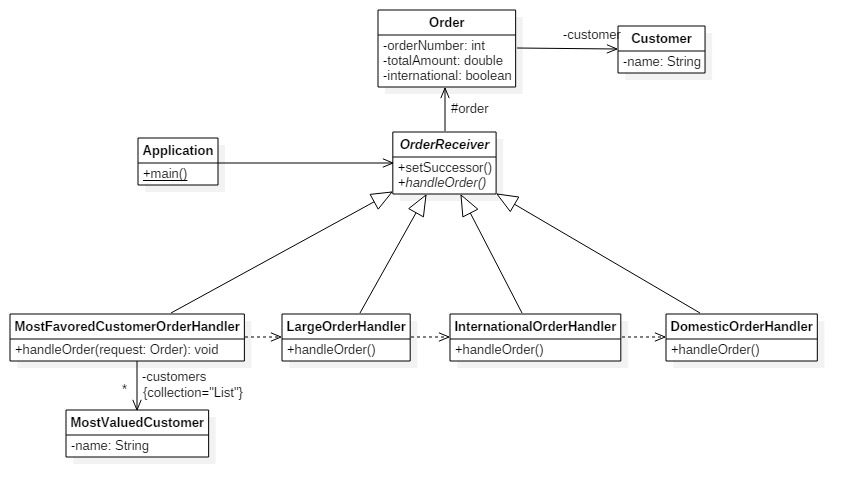 Order
-orderNumber: int
-totalAmount: double
-international: boolean
-customer
Customer
-name: String
#order
Application
+main()
OrderReceiver
+setSuccessor()
+handleOrder()
MostFavoredCustomerOrderHandler
+handleOrder(request: Order): void
LargeOrderHandler
+handleOrder()
InternationalOrderHandler
+handleOrder()
DomesticOrderHandler
+handleOrder()
*
-customers
{collection="List"}
MostValuedCustomer
-name: String